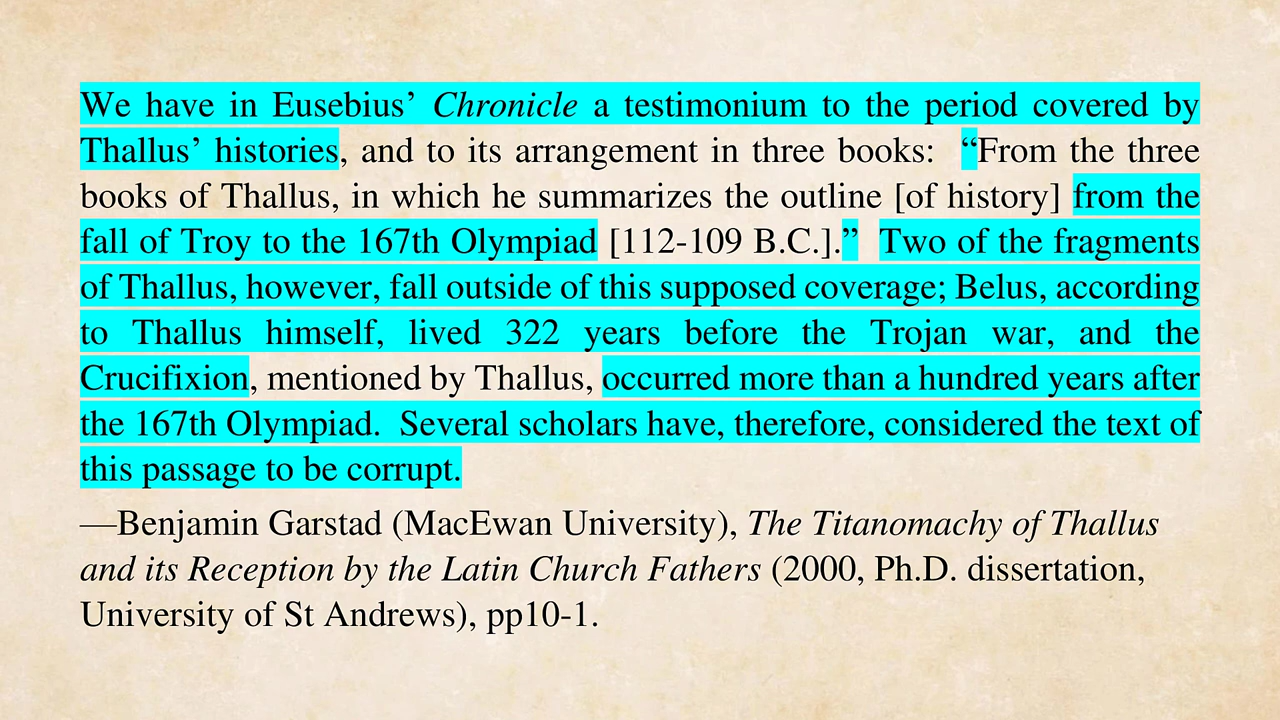 We have in Eusebius’ Chronicle a testimonium to the period covered by
Thallus’ histories, and to its arrangement in three books: “From the three
books of Thallus, in which he summarizes the outline [of history] from the
fall of Troy to the 167th Olympiad [112-109 B.C.].” Two of the fragments
of Thallus, however, fall outside of this supposed coverage; Belus, according
to Thallus himself, lived 322 years before the Trojan war, and the
Crucifixion, mentioned by Thallus, occurred more than a hundred years after
the 167th Olympiad. Several scholars have, therefore, considered the text of
this passage to be corrupt.
—Benjamin Garstad (MacEwan University), The Titanomachy of Thallus
and its Reception by the Latin Church Fathers (2000, Ph.D. dissertation,
University of St Andrews), pp10-1.